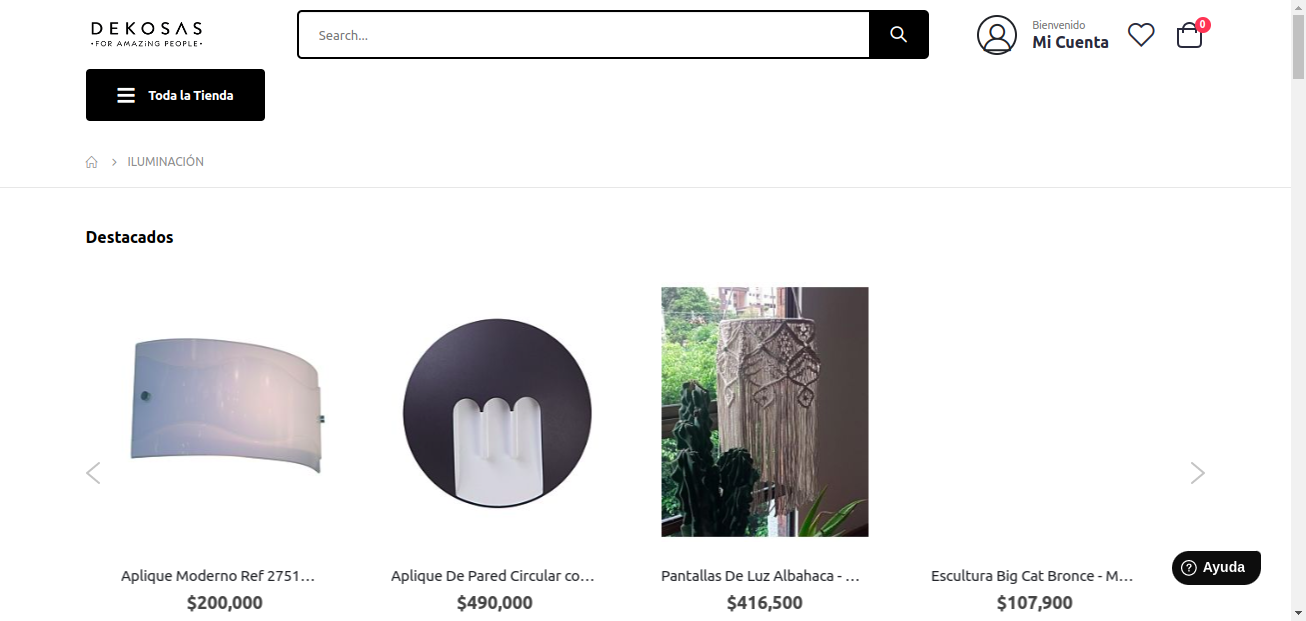 DEKOSAS
•FOR AMAZiNG PEOPLE•
Search...
Bienvenido
Mi Cuenta
0
Toda la Tienda
ILUMINACIÓN
Destacados
Aplique Moderno Ref 2751...
$200,000
Aplique De Pared Circular co...
$490,000
Pantallas De Luz Albahaca - ...
$416,500
Escultura Big Cat Bronce - M...
$107,900
Ayuda